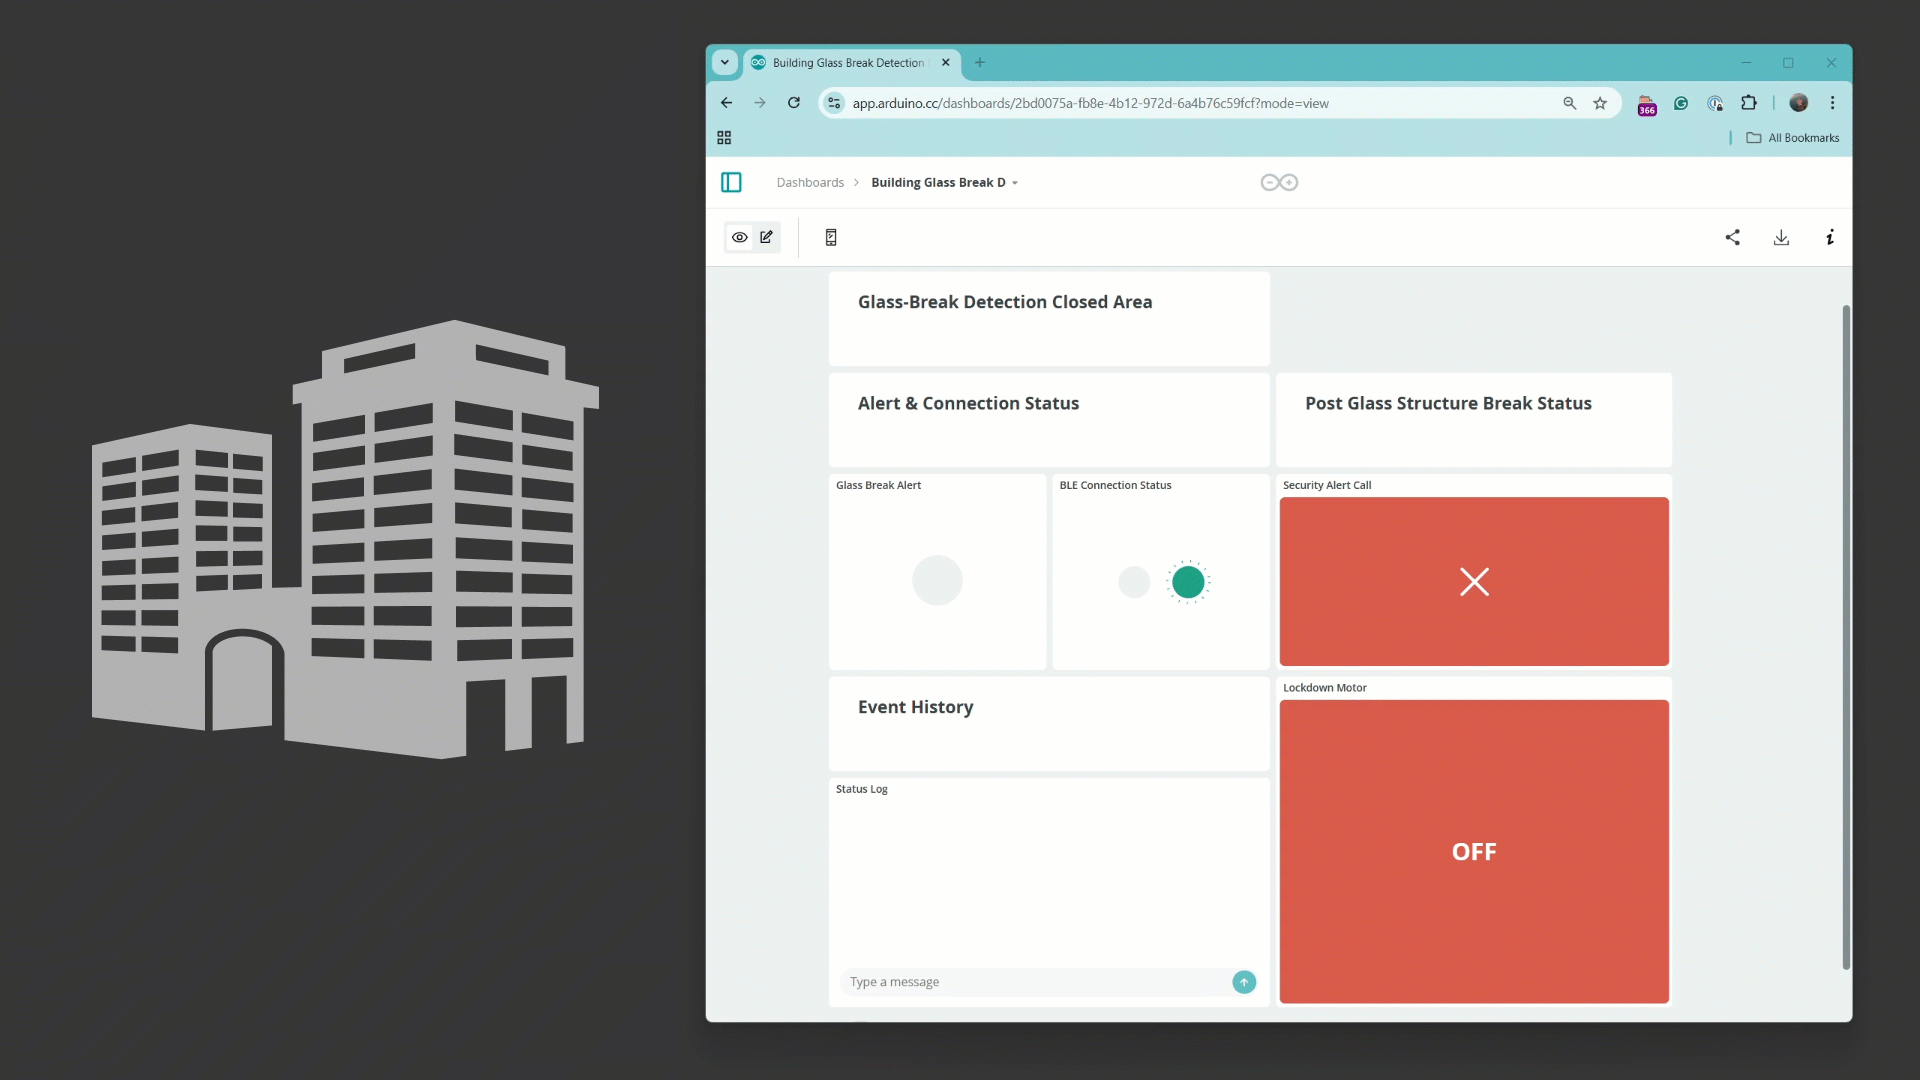 Building Glass Break Detection
app.arduino.cc/dashboards/2bd0075a-fb8e-4b12-972d-6a4b76c59fcf?mode=view
366
All Bookmarks
Dashboards > Building Glass Break D
Glass-Break Detection Closed Area
Alert & Connection Status
Post Glass Structure Break Status
Glass Break Alert
BLE Connection Status
Security Alert Call
Event History
Lockdown Motor
Status Log
OFF
Type a message